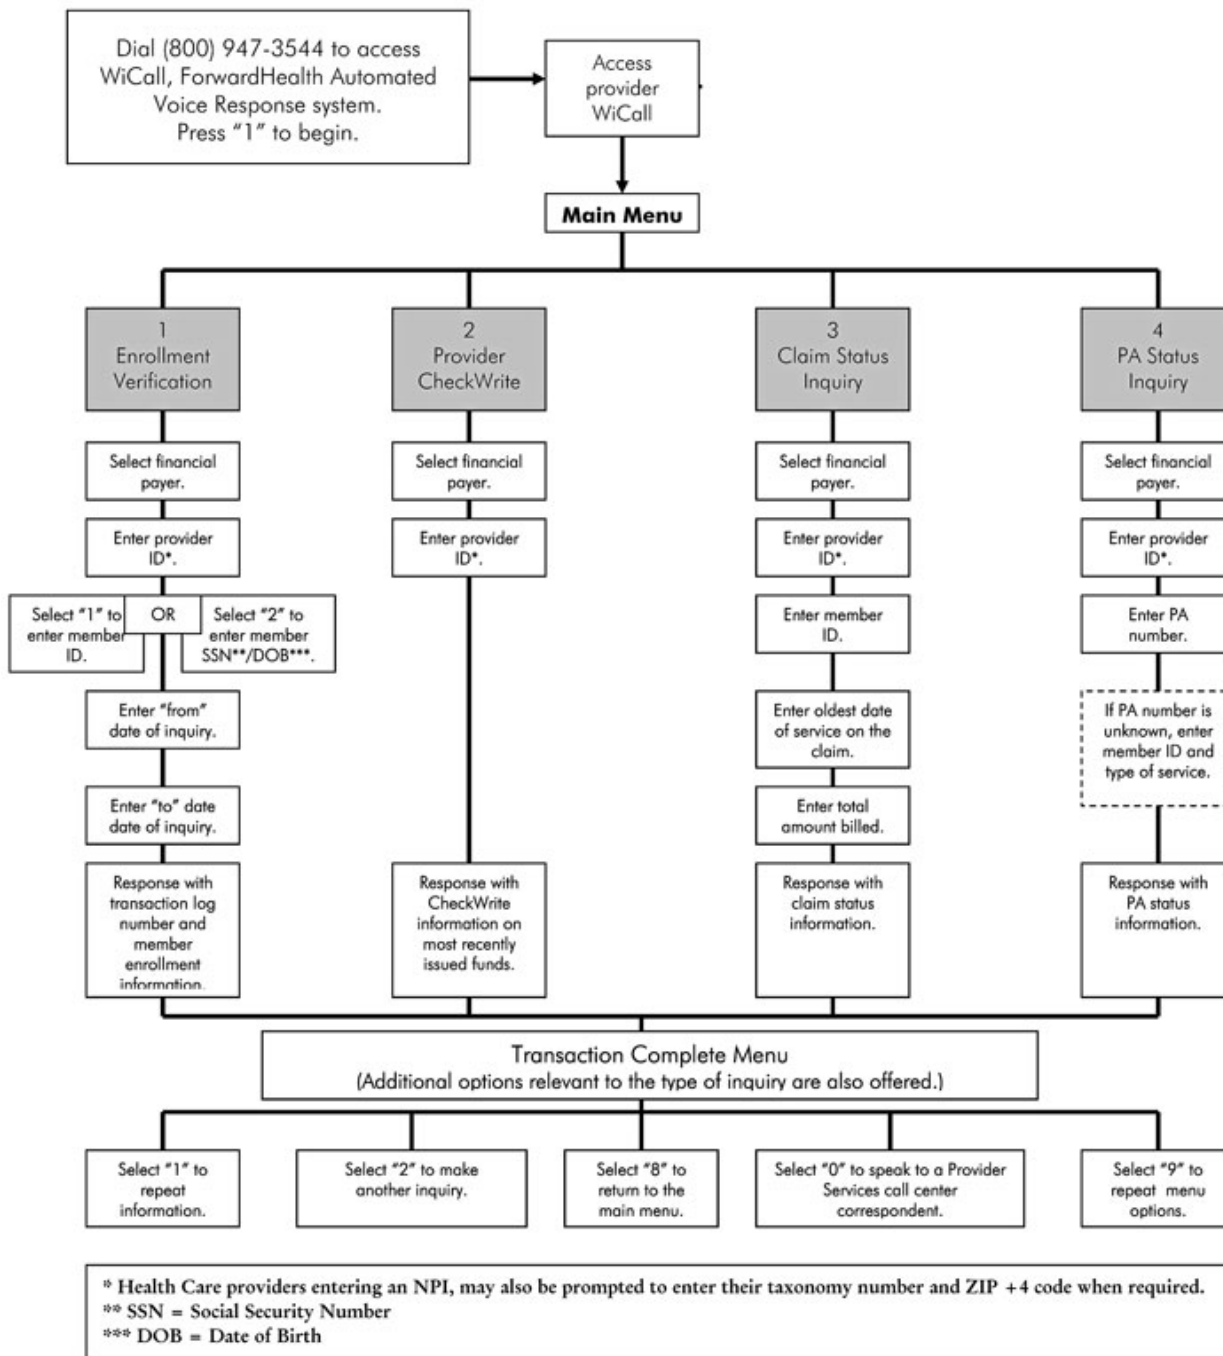 Dial (800) 947-3544 to access
WiCall, ForwardHealth Automated
Voice Response system.
Press "1" to begin.
Access
provider
WiCall
Main Menu
1
Enrollment
Verification
Select financial
payer.
Enter provider
ID*.
Select "1" to
enter member
ID.
OR
Select "2" to
enter member
SSN**/DOB***.
Enter "from"
date of inquiry.
Enter "to" date
date of inquiry.
Response with
transaction log
number and
member
enrollment
information.
2
Provider
CheckWrite
Select financial
payer.
Enter provider
ID*.
Response with
CheckWrite
information on
most recently
issued funds.
3
Claim Status
Inquiry
Select financial
payer.
Enter provider
ID*.
Enter member
ID.
Enter oldest date
of service on the
claim.
Enter total
amount billed.
Response with
claim status
information.
4
PA Status
Inquiry
Select financial
payer.
Enter provider
ID*.
Enter PA
number.
If PA number is
unknown, enter
member ID and
type of service.
Response with
PA status
information.
Transaction Complete Menu
(Additional options relevant to the type of inquiry are also offered.)
Select "1" to
repeat
information.
Select "2" to make
another inquiry.
Select "8" to
return to the
main menu.
Select "0" to speak to a Provider
Services call center
correspondent.
Select "9" to
repeat menu
options.
* Health Care providers entering an NPI, may also be prompted to enter their taxonomy number and ZIP +4 code when required.
** SSN = Social Security Number
*** DOB = Date of Birth